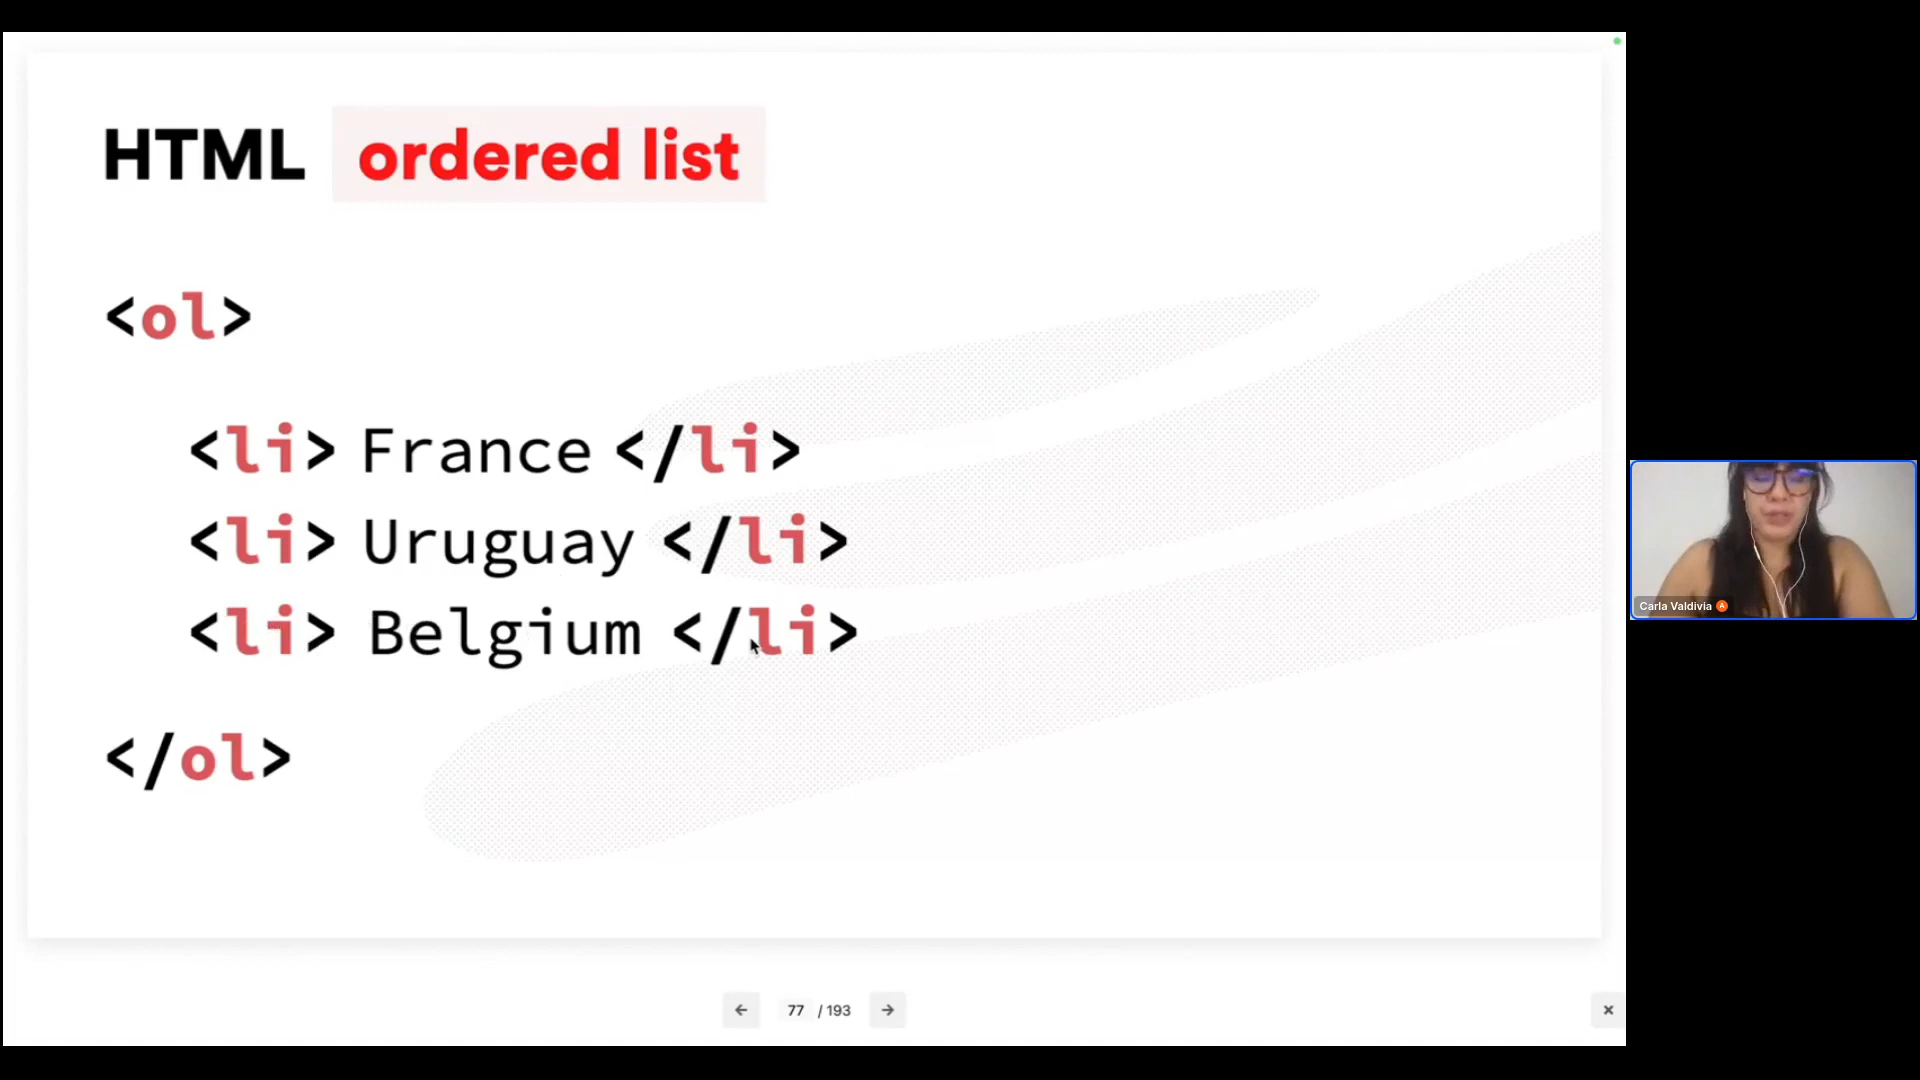 HTML ordered list
<ol>
<li> France </li>
<li> Uruguay </li>
<li> Belgium </li>
</ol>
Carla Valdivia A
77 / 193